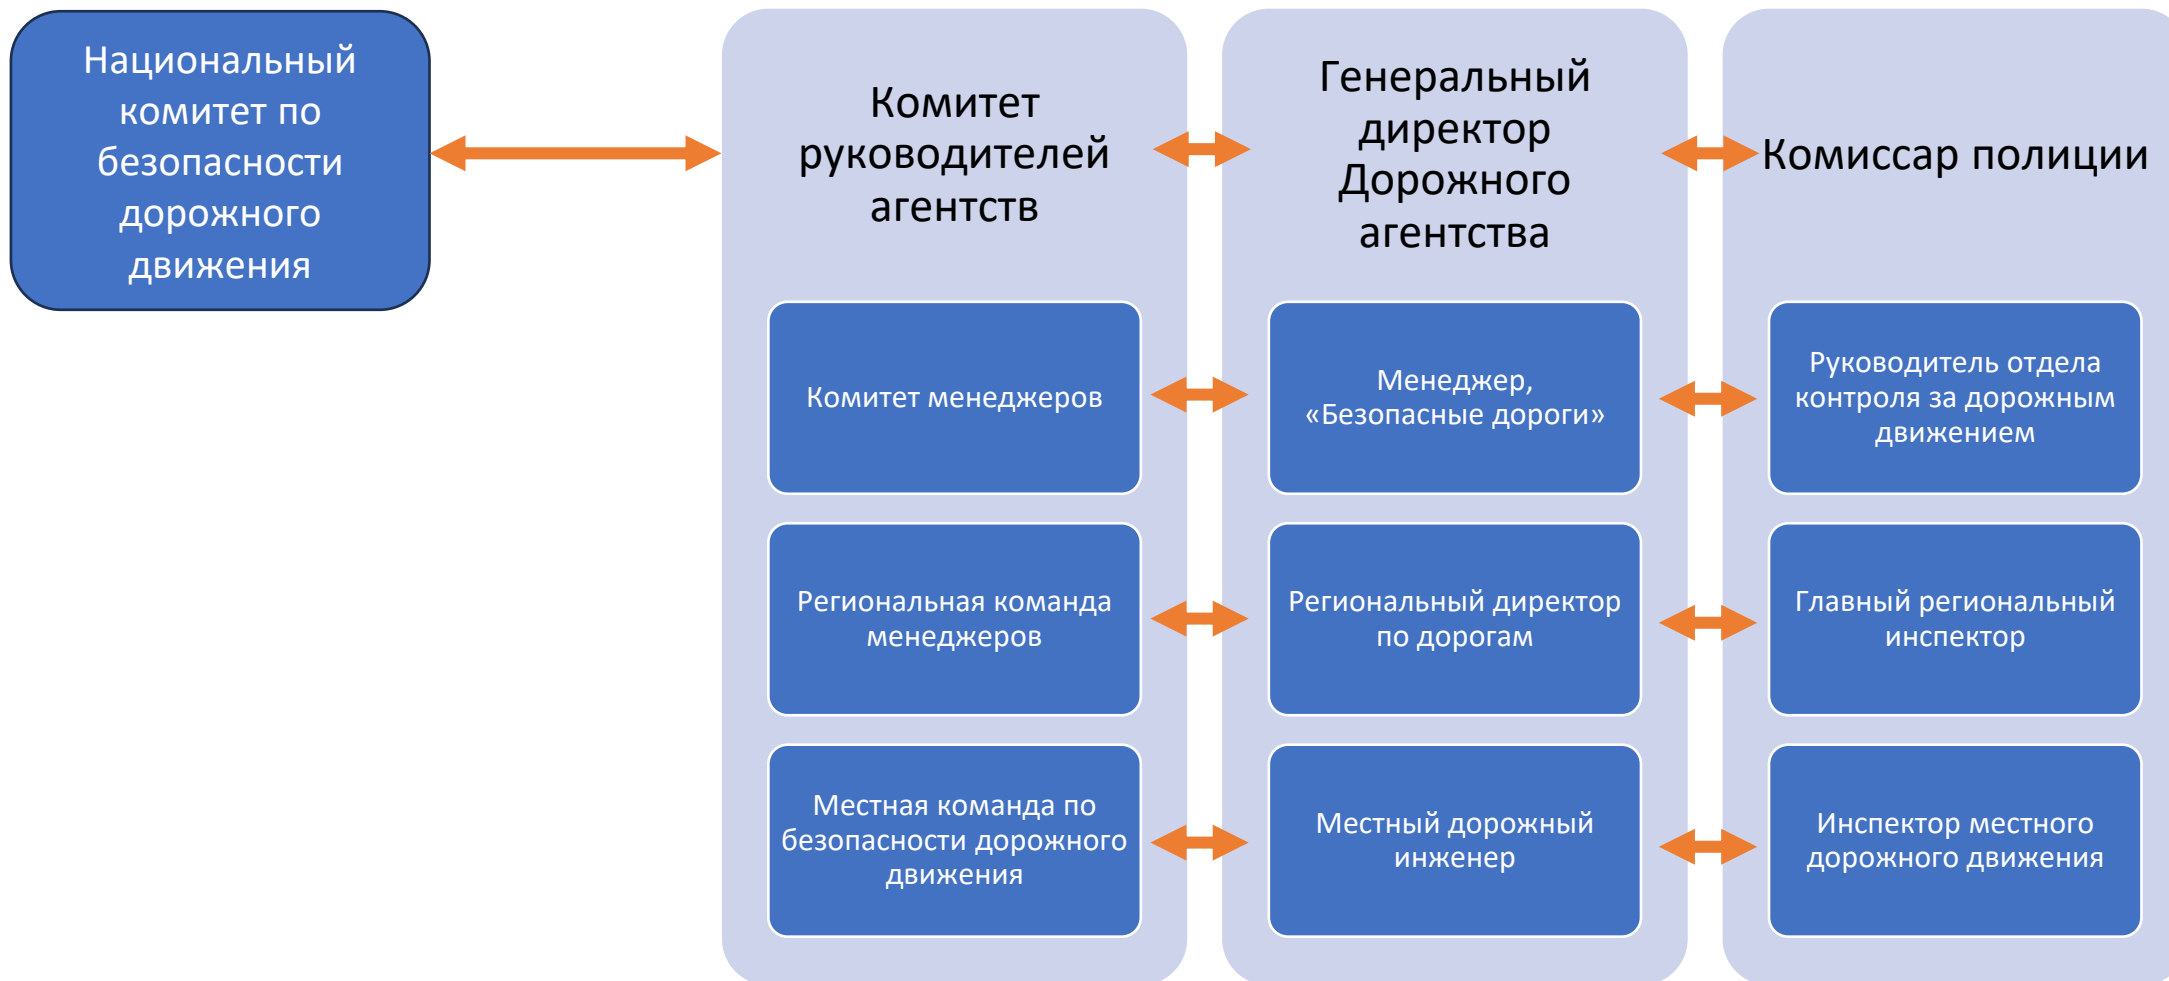 Национальный
комитет по
безопасности
дорожного
движения
Комитет
руководителей
агентств
Генеральный
директор
Дорожного
агентства
Комиссар полиции
Комитет менеджеров
Менеджер,
«Безопасные дороги»
Руководитель отдела
контроля за дорожным
движением
Региональная команда
менеджеров
Региональный директор
по дорогам
Главный региональный
инспектор
Местная команда по
безопасности дорожного
движения
Местный дорожный
инженер
Инспектор местного
дорожного движения